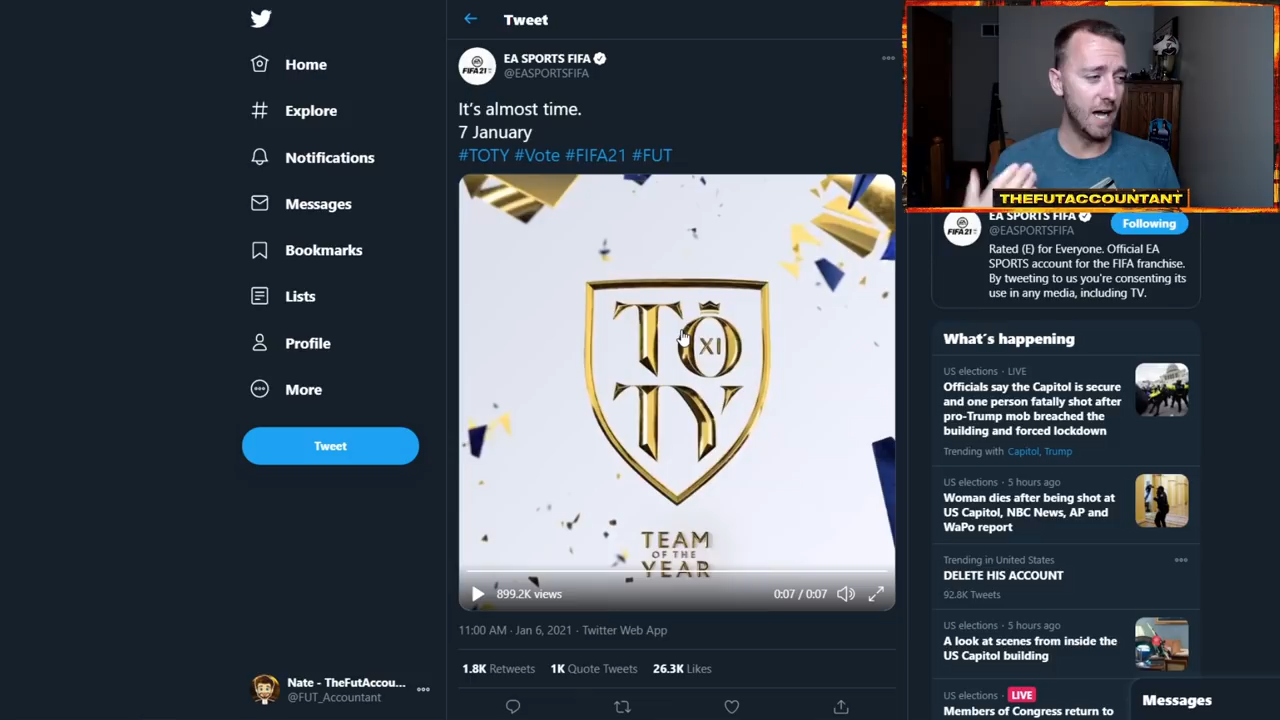 Home
Explore
Notifications
Messages
Bookmarks
Lists
Profile
More
Tweet
Nate - TheFutAccou...
@FUT_Accountant
Tweet
EA SPORTS FIFA
@EASPORTSFIFA
It's almost time.
7 January
#TOTY #Vote #FIFA21 #FUT
TO XI
TY
TEAM
OF THE
YEAR
899.2K views
0:07 / 0:07
11:00 AM · Jan 6, 2021 · Twitter Web App
1.8K Retweets 1K Quote Tweets 26.3K Likes
THEFUTACCOUNTANT
FIFA21
EA SPORTS FIFA
@EASPORTSFIFA
Following
Rated (E) for Everyone. Official EA
SPORTS account for the FIFA franchise.
By tweeting to us you're consenting its
use in any media, including TV.
What's happening
US elections · LIVE
Officials say the Capitol is secure
and one person fatally shot after
pro-Trump mob breached the
building and forced lockdown
Trending with Capitol, Trump
US elections · 5 hours ago
Woman dies after being shot at
US Capitol, NBC News, AP and
WaPo report
Trending in United States
DELETE HIS ACCOUNT
92.8K Tweets
US elections · 5 hours ago
A look at scenes from inside the
US Capitol building
US elections · LIVE
Members of Congress return to
Messages